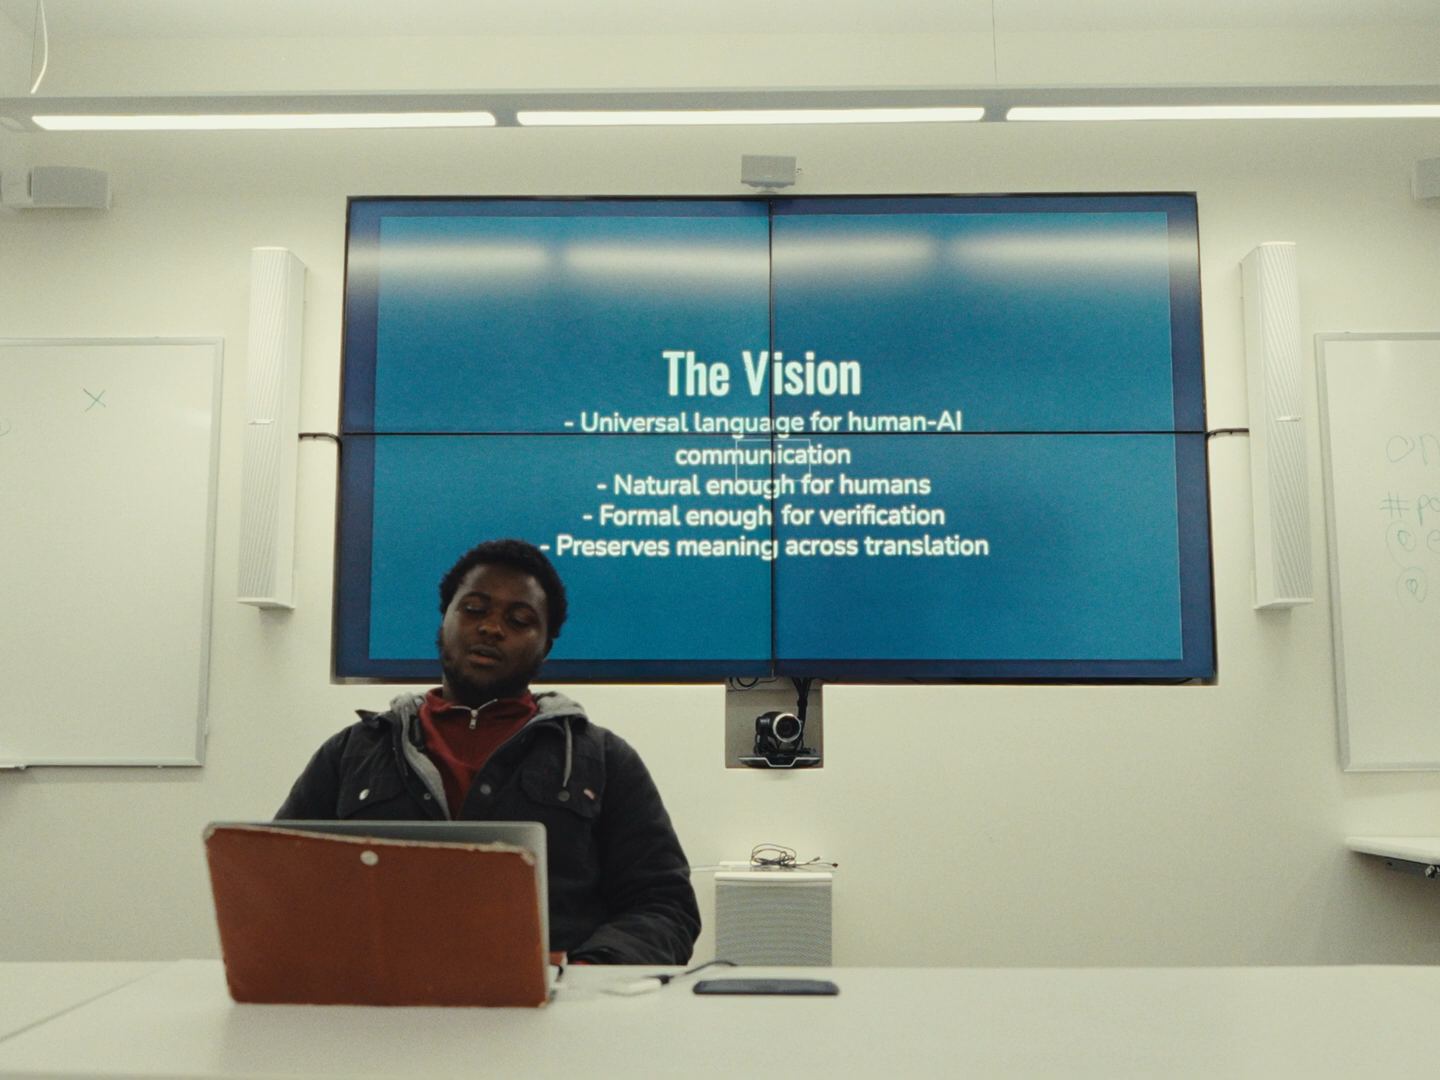 The Vision
- Universal language for human-AI
communication
- Natural enough for humans
- Formal enough for verification
- Preserves meaning across translation
X